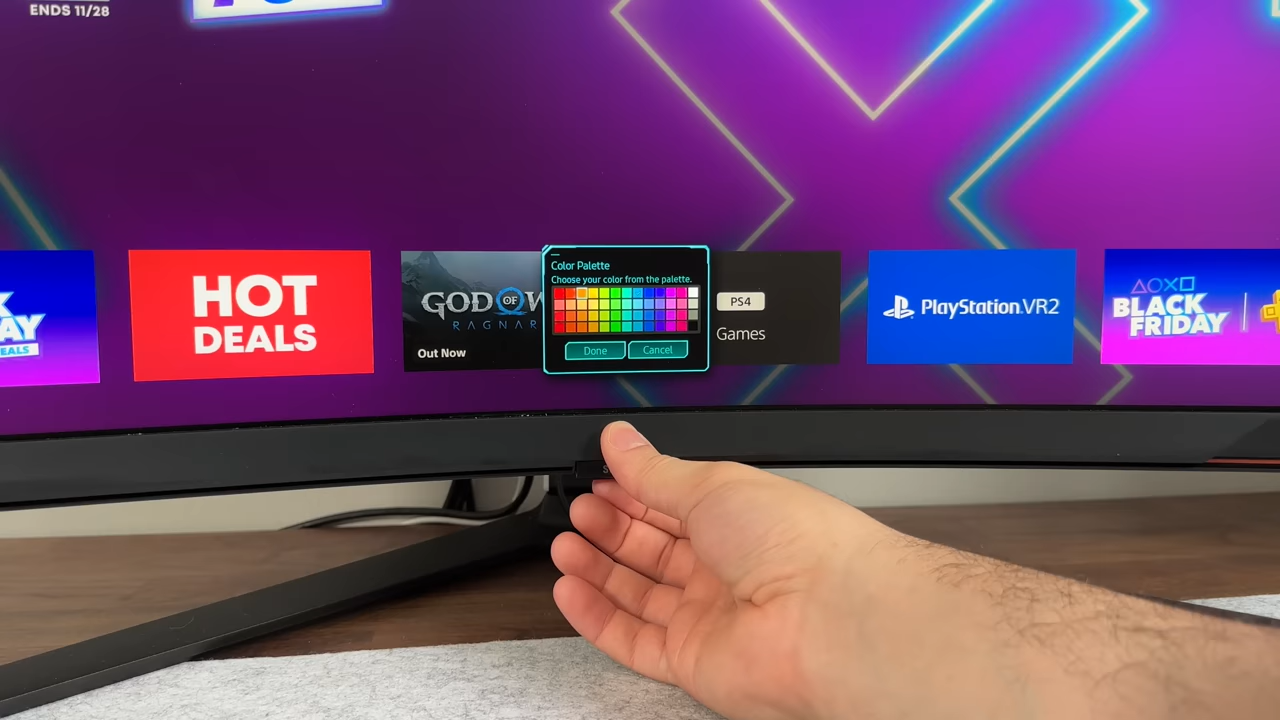 ENDS 11/28
DEALS
HOT
DEALS
GOD OF
RAGNAR
Out Now
Color Palette
Choose your color from the palette.
Done
Cancel
PS4
Games
PlayStation VR2
BLACK
FRIDAY